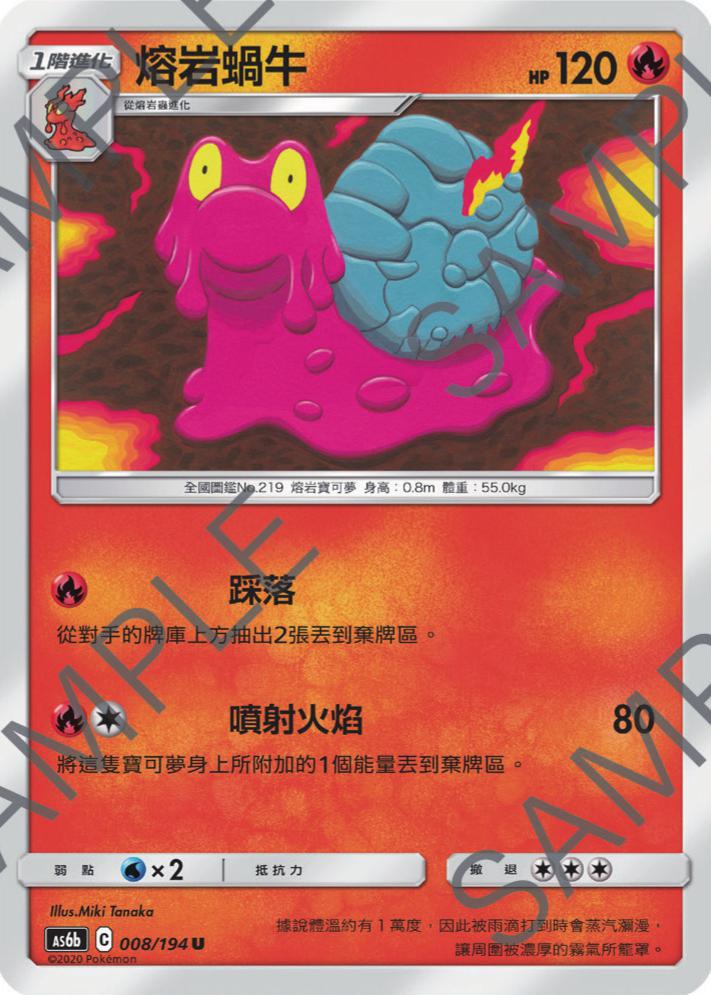 1階進化 熔岩蝸牛 HP 120
從熔岩蟲進化
全國圖鑑No.219 熔岩寶可夢 身高：0.8m 體重：55.0kg
踩落
從對手的牌庫上方抽出2張丟到棄牌區。
噴射火焰 80
將這隻寶可夢身上所附加的1個能量丟到棄牌區。
弱點 ×2 抵抗力 撤退
Illus.Miki Tanaka
據說體溫約有1萬度，因此被雨滴打到時會蒸汽瀰漫，
讓周圍被濃厚的霧氣所籠罩。
AS6b C 008/194 U
©2020 Pokémon
SAMPLE
SAMPLE
SAMPLE
SAMPLE
SAMPLE